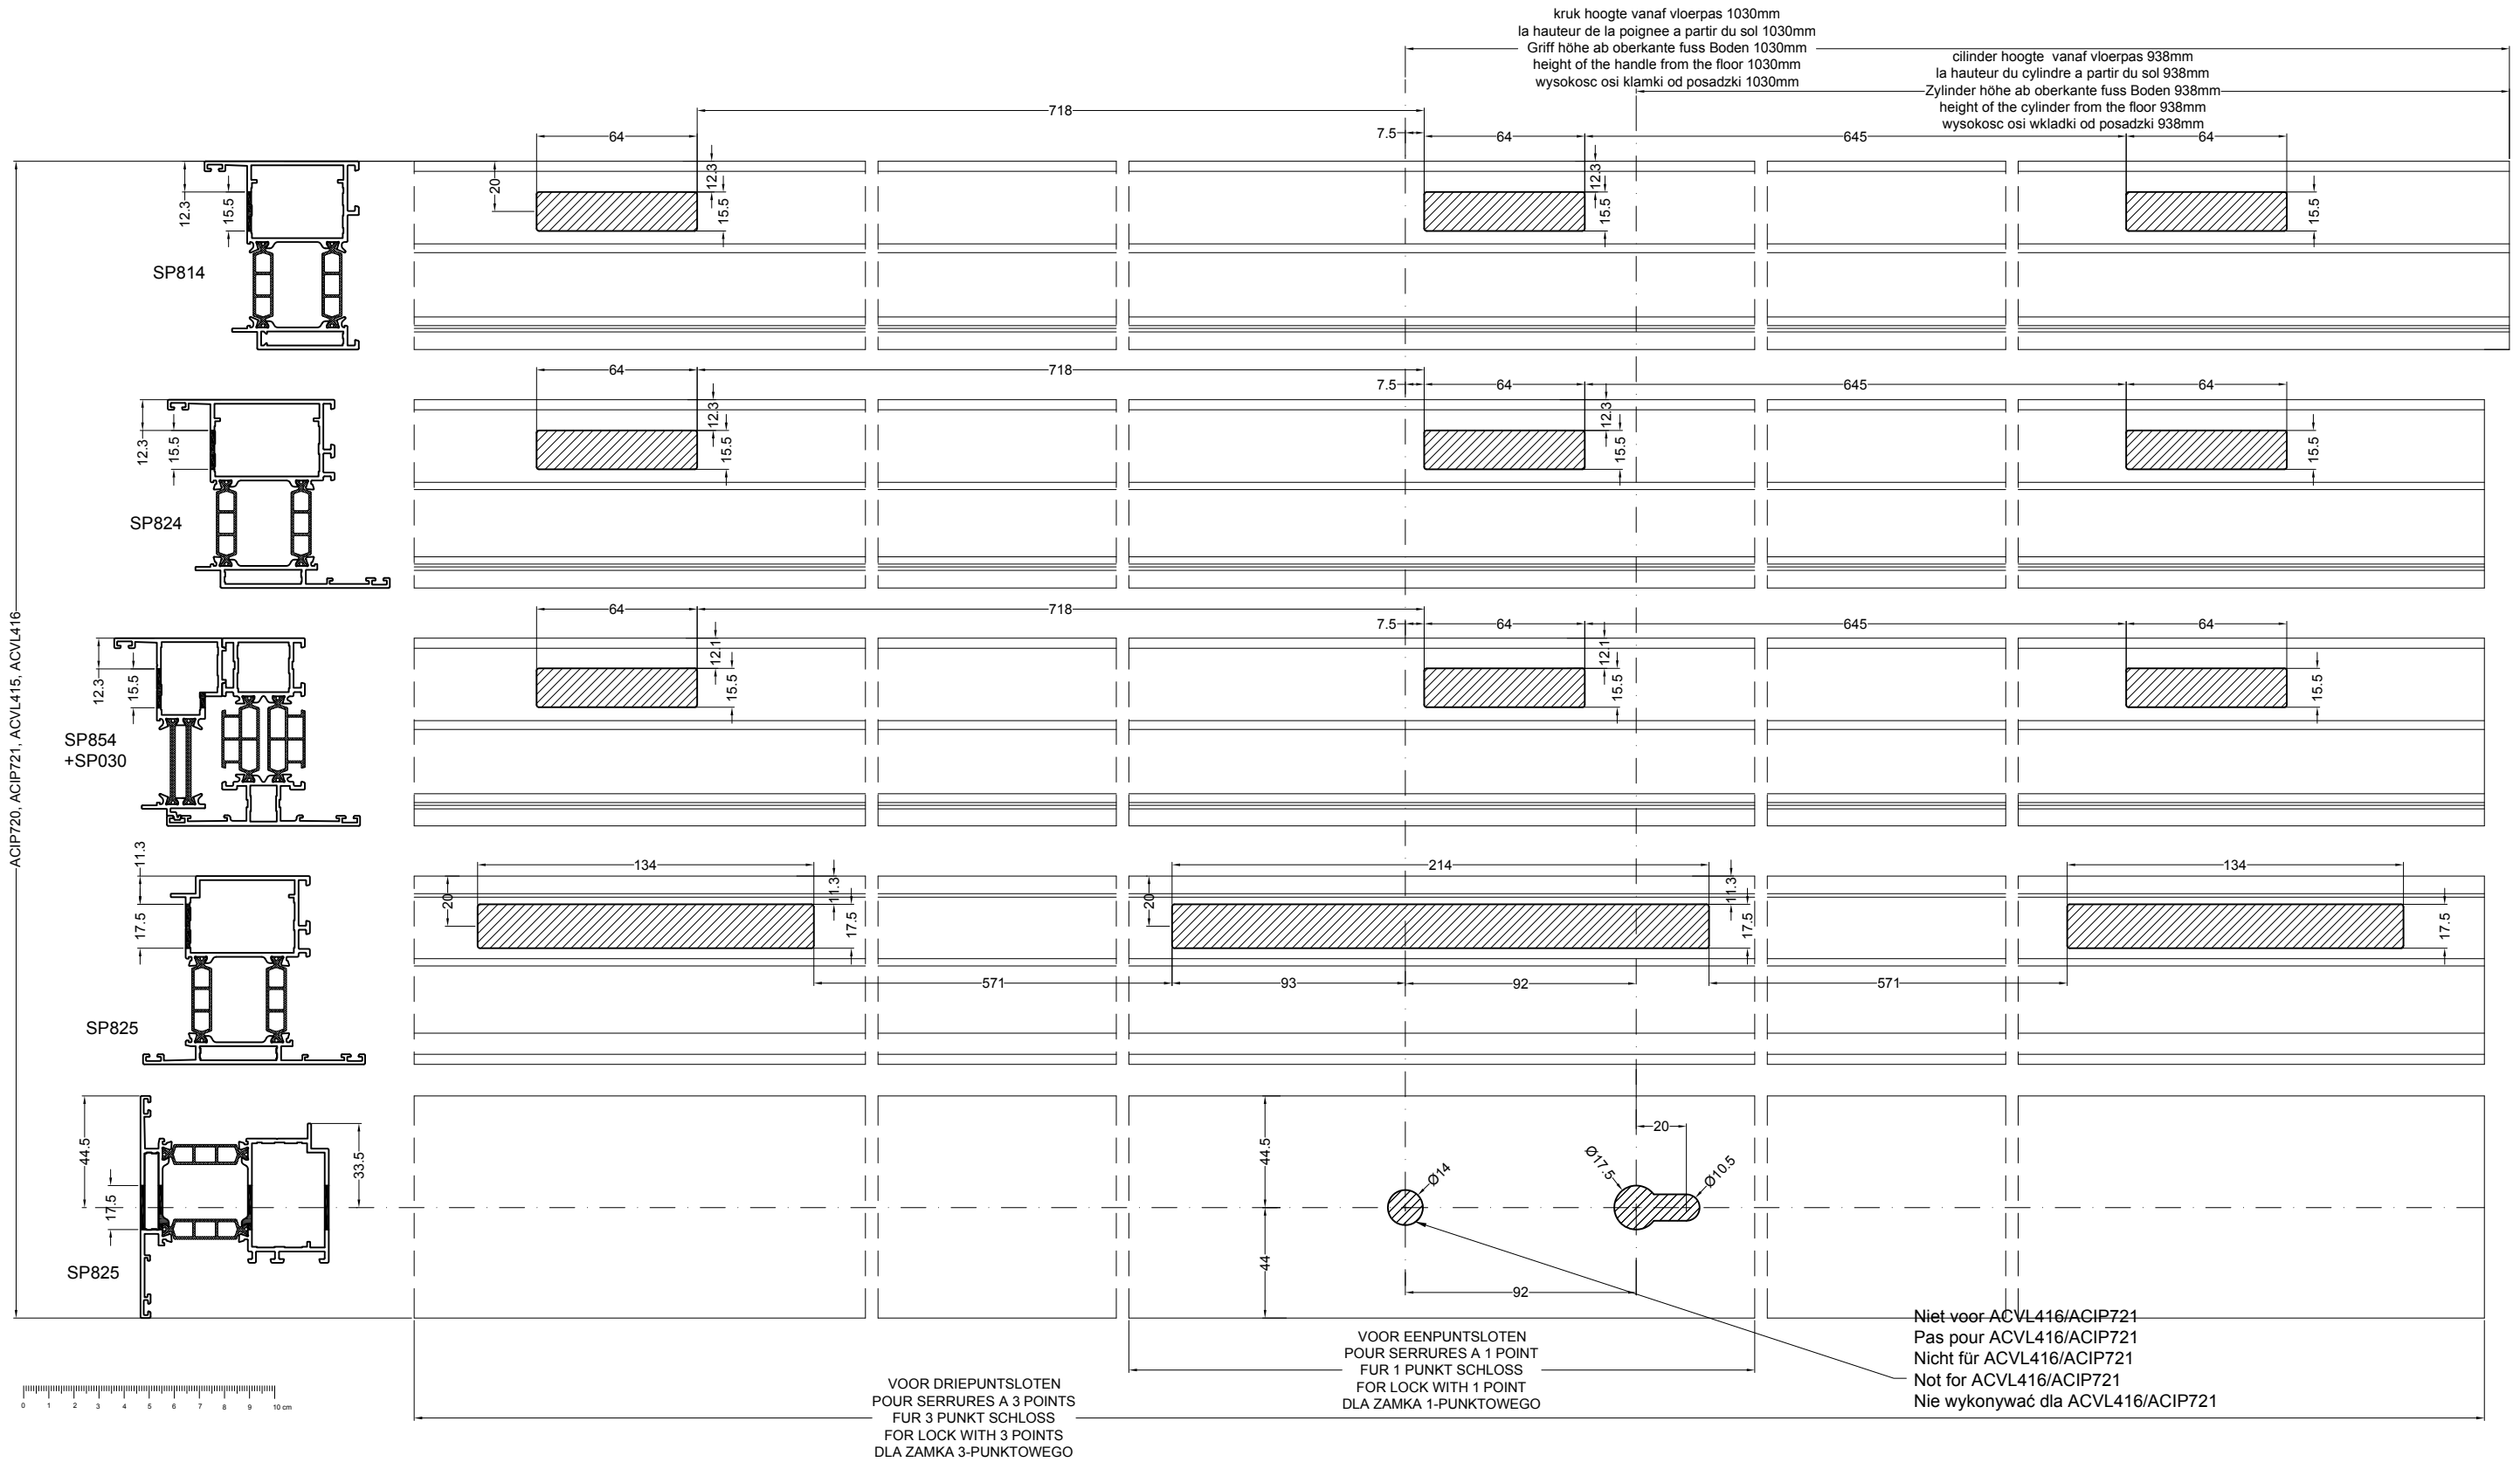 kruk hoogte vanaf vloerpas 1030mm
la hauteur de la poignee a partir du sol 1030mm
Griff höhe ab oberkante fuss Boden 1030mm
height of the handle from the floor 1030mm
wysokosc osi klamki od posadzki 1030mm
cilinder hoogte  vanaf vloerpas 938mm
la hauteur du cylindre a partir du sol 938mm
Zylinder höhe ab oberkante fuss Boden 938mm
height of the cylinder from the floor 938mm
wysokosc osi wkladki od posadzki 938mm
718
64
7.5
64
645
64
12.3
15.5
20
12.3
15.5
12.3
15.5
15.5
SP814
64
718
7.5
64
645
64
12.3
15.5
12.3
15.5
12.3
15.5
15.5
SP824
ACIP720, ACIP721, ACVL415, ACVL416
64
718
7.5
64
645
64
12.3
15.5
12.1
15.5
12.1
15.5
15.5
SP854
+SP030
11.3
17.5
134
20
11.3
17.5
214
20
11.3
17.5
134
17.5
571
93
92
571
SP825
44.5
17.5
33.5
44.5
44
Ø14
Ø17.5
20
Ø10.5
92
SP825
Niet voor ACVL416/ACIP721
Pas pour ACVL416/ACIP721
Nicht für ACVL416/ACIP721
Not for ACVL416/ACIP721
Nie wykonywać dla ACVL416/ACIP721
VOOR EENPUNTSLOTEN
POUR SERRURES A 1 POINT
FUR 1 PUNKT SCHLOSS
FOR LOCK WITH 1 POINT
DLA ZAMKA 1-PUNKTOWEGO
VOOR DRIEPUNTSLOTEN
POUR SERRURES A 3 POINTS
FUR 3 PUNKT SCHLOSS
FOR LOCK WITH 3 POINTS
DLA ZAMKA 3-PUNKTOWEGO
0 1 2 3 4 5 6 7 8 9 10 cm